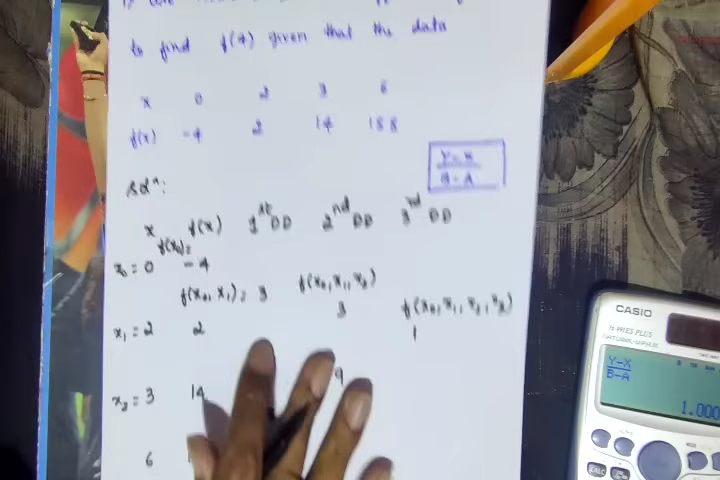 to find f(4) given that the data
x 0 2 3 6
f(x) -4 2 14 158
Y-X
B-A
Sol^n:
x f(x) 1st DD 2nd DD 3rd DD
f(x0)=
x0 = 0 -4
f(x0, x1) = 3 f(x0, x1, x2)
3 f(x0, x1, x2, x3)
x1 = 2 2 1
9
x2 = 3 14
6
CASIO
Y-X
B-A
1.000